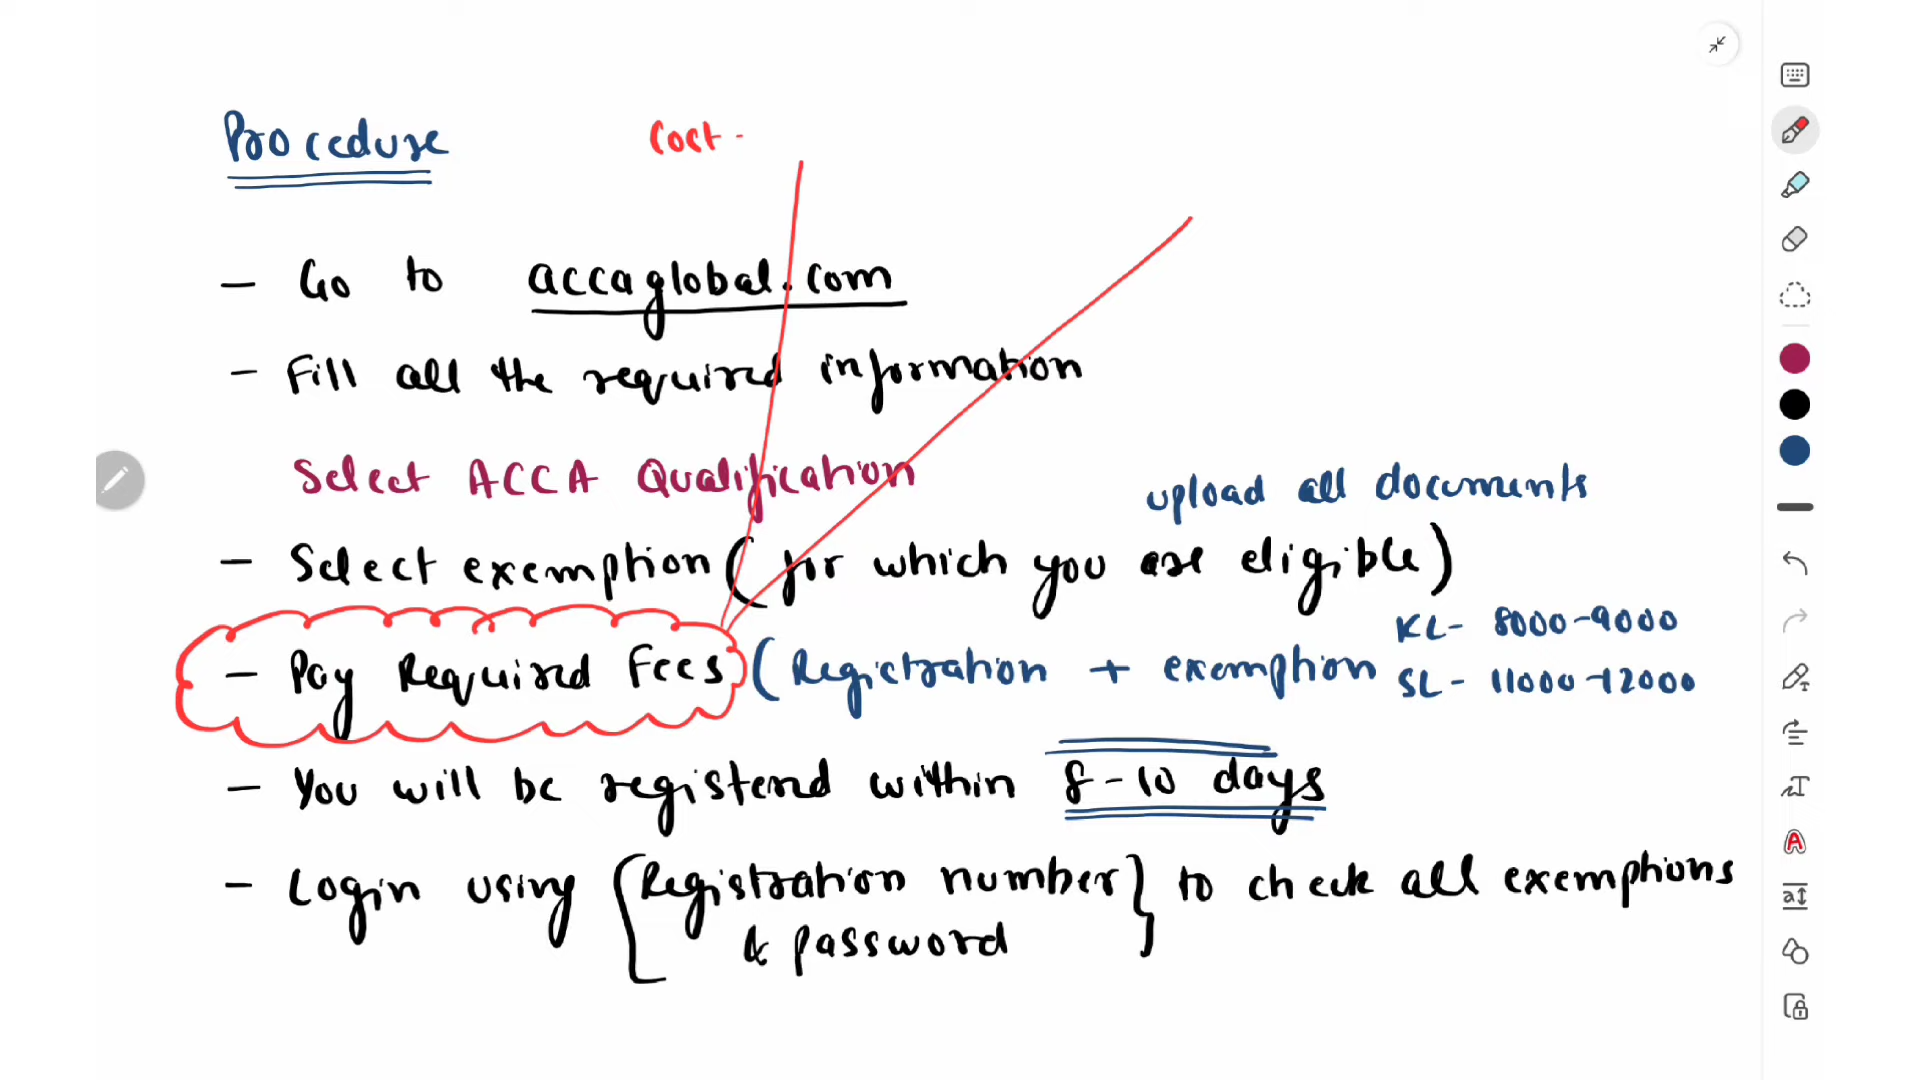 Procedure
Cost -
- Go to accaglobal.com
- Fill all the required information
Select ACCA Qualification
upload all documents
- Select exemption (for which you are eligible)
- Pay Required Fees (Registration + exemption
KL- 8000-9000
SL- 11000-12000
- You will be registered within 8-10 days
- Login using {Registration number} to check all exemptions
& password